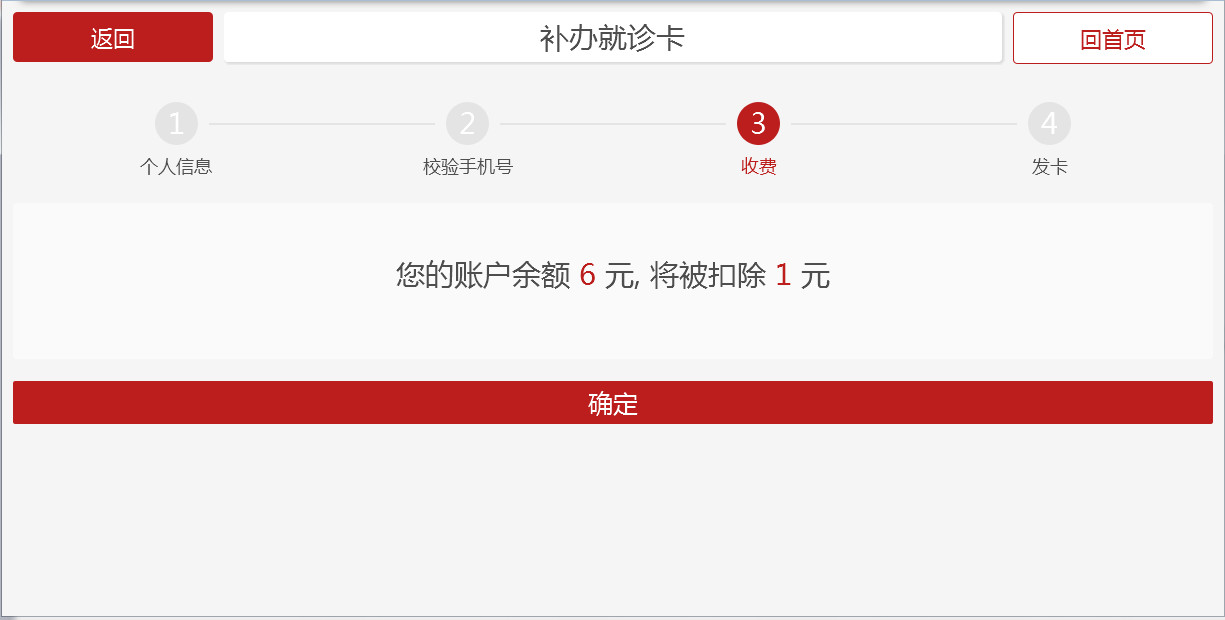 返回
补办就诊卡
回首页
1
2
3
4
个人信息
校验手机号
收费
发卡
您的账户余额 6 元, 将被扣除 1 元
确定